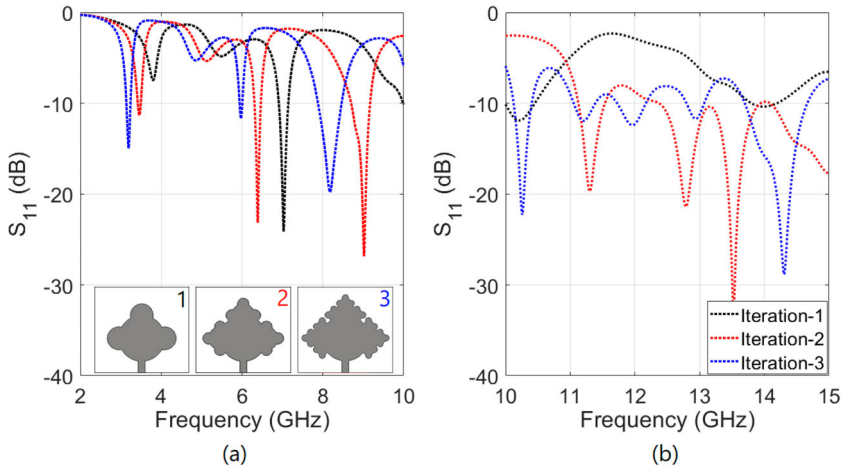 0
-10
-20
-30
-40
S11 (dB)
2 4 6 8 10
Frequency (GHz)
1 2 3
(a)
0
-10
-20
-30
-40
S11 (dB)
10 11 12 13 14 15
Frequency (GHz)
Iteration-1
Iteration-2
Iteration-3
(b)